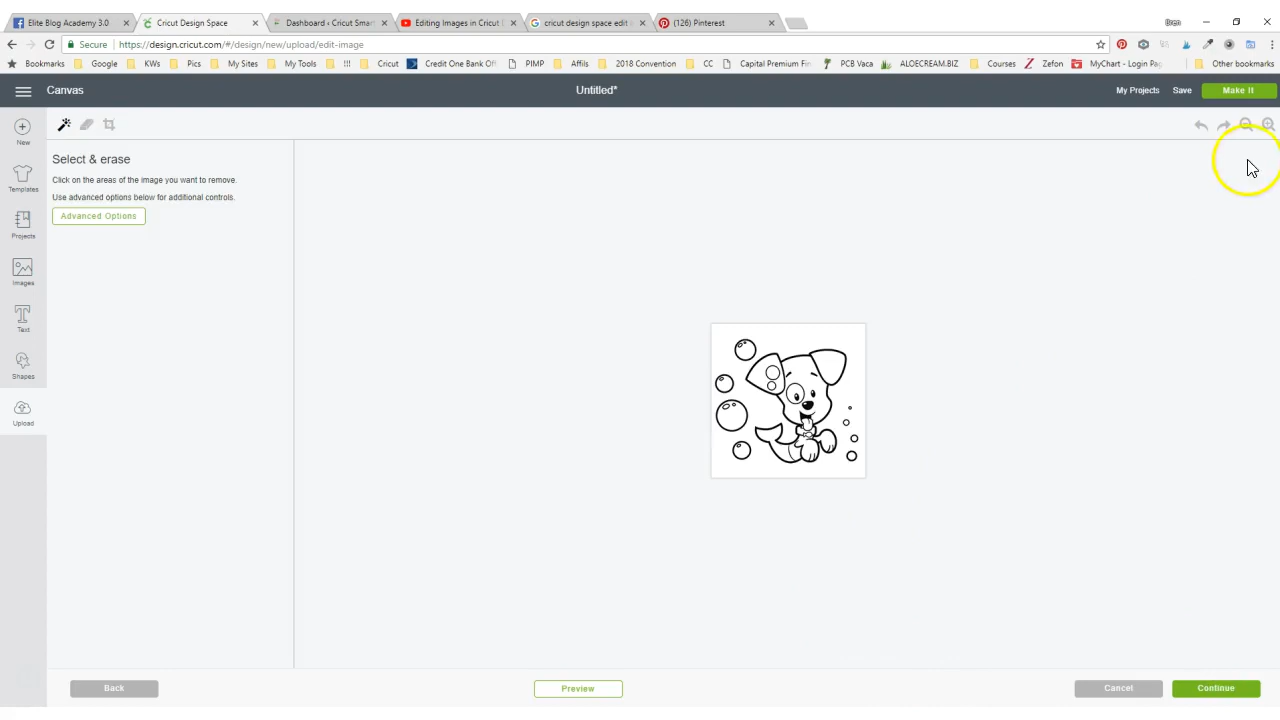 Elite Blog Academy 3.0
Cricut Design Space
Dashboard ‹ Cricut Smar
Editing Images in Cricut D
cricut design space edit
(126) Pinterest
Bren
Secure
https://design.cricut.com/#/design/new/upload/edit-image
Bookmarks
Google
KWs
Pics
My Sites
!!!
My Tools
Cricut
Credit One Bank Of
PIMP
Affils
2018 Convention
CC
Capital Premium Fin
PCB Vaca
ALOECREAM.BIZ
Courses
Zefon
MyChart - Login Pag
Other bookmarks
Canvas
Untitled*
My Projects
Save
Make It
New
Templates
Projects
Images
Text
Shapes
Upload
Select & erase
Click on the areas of the image you want to remove.
Use advanced options below for additional controls.
Advanced Options
Back
Preview
Cancel
Continue